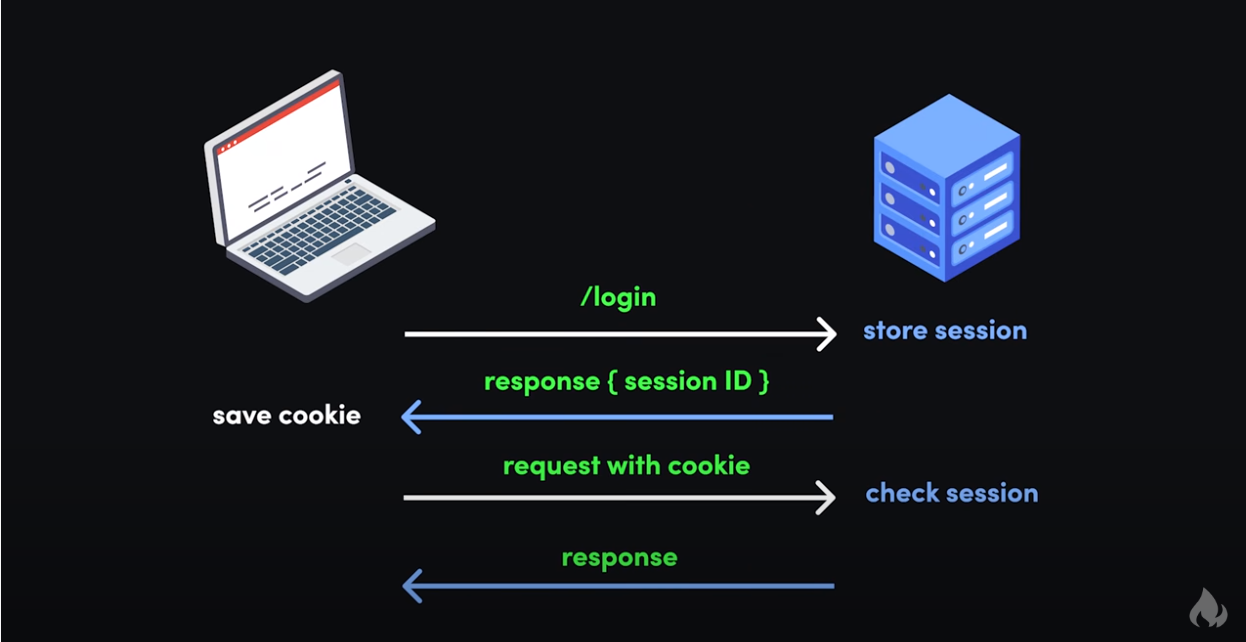 /login
store session
response { session ID }
save cookie
request with cookie
check session
response